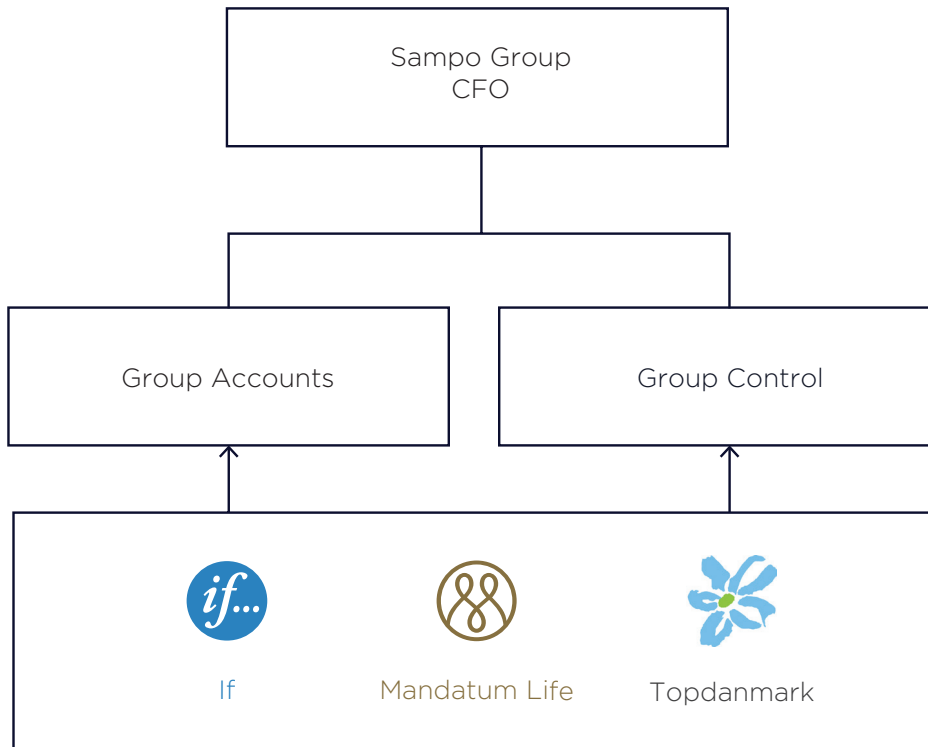 Sampo Group
CFO
Group Accounts
Group Control
if...
If
Mandatum Life
Topdanmark